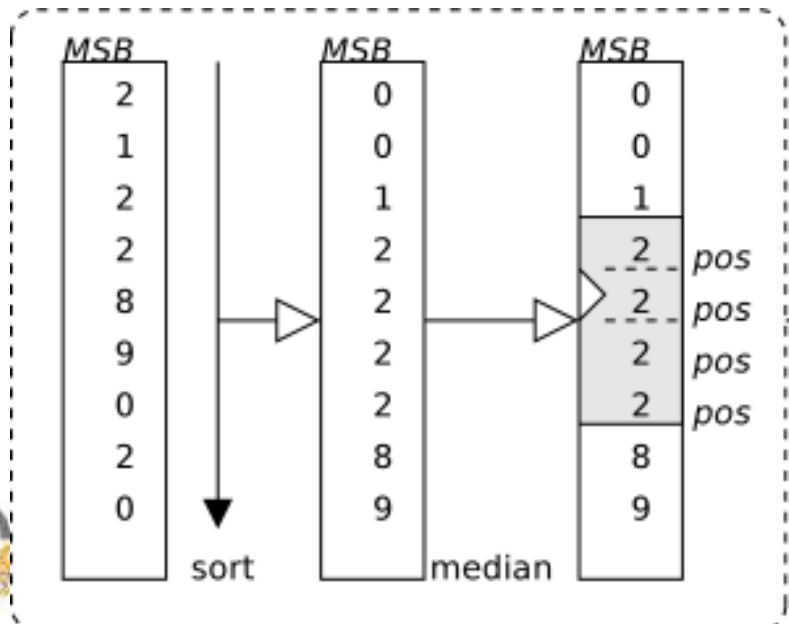 MSB MSB MSB
2 0 0
1 0 0
2 1 1
2 2 2 pos
8 2 2 pos
9 2 2 pos
0 2 2 pos
2 8 8
0 9 9
sort median